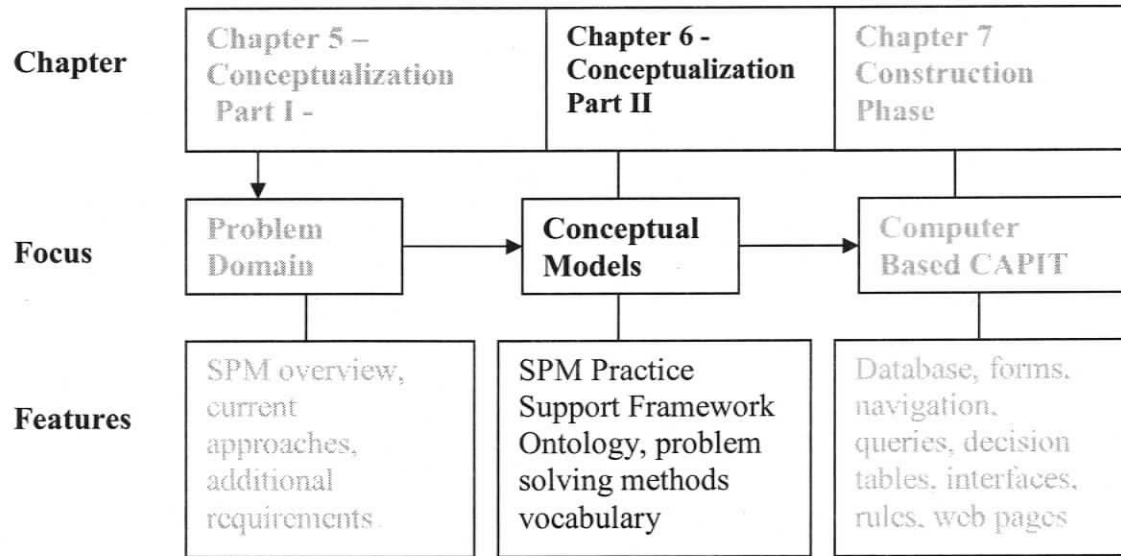 Chapter
Chapter 5 –
Conceptualization
Part I -
Chapter 6 -
Conceptualization
Part II
Chapter 7
Construction
Phase
Focus
Problem
Domain
Conceptual
Models
Computer
Based CAPIT
Features
SPM overview,
current
approaches,
additional
requirements
SPM Practice
Support Framework
Ontology, problem
solving methods
vocabulary
Database, forms,
navigation,
queries, decision
tables, interfaces,
rules, web pages